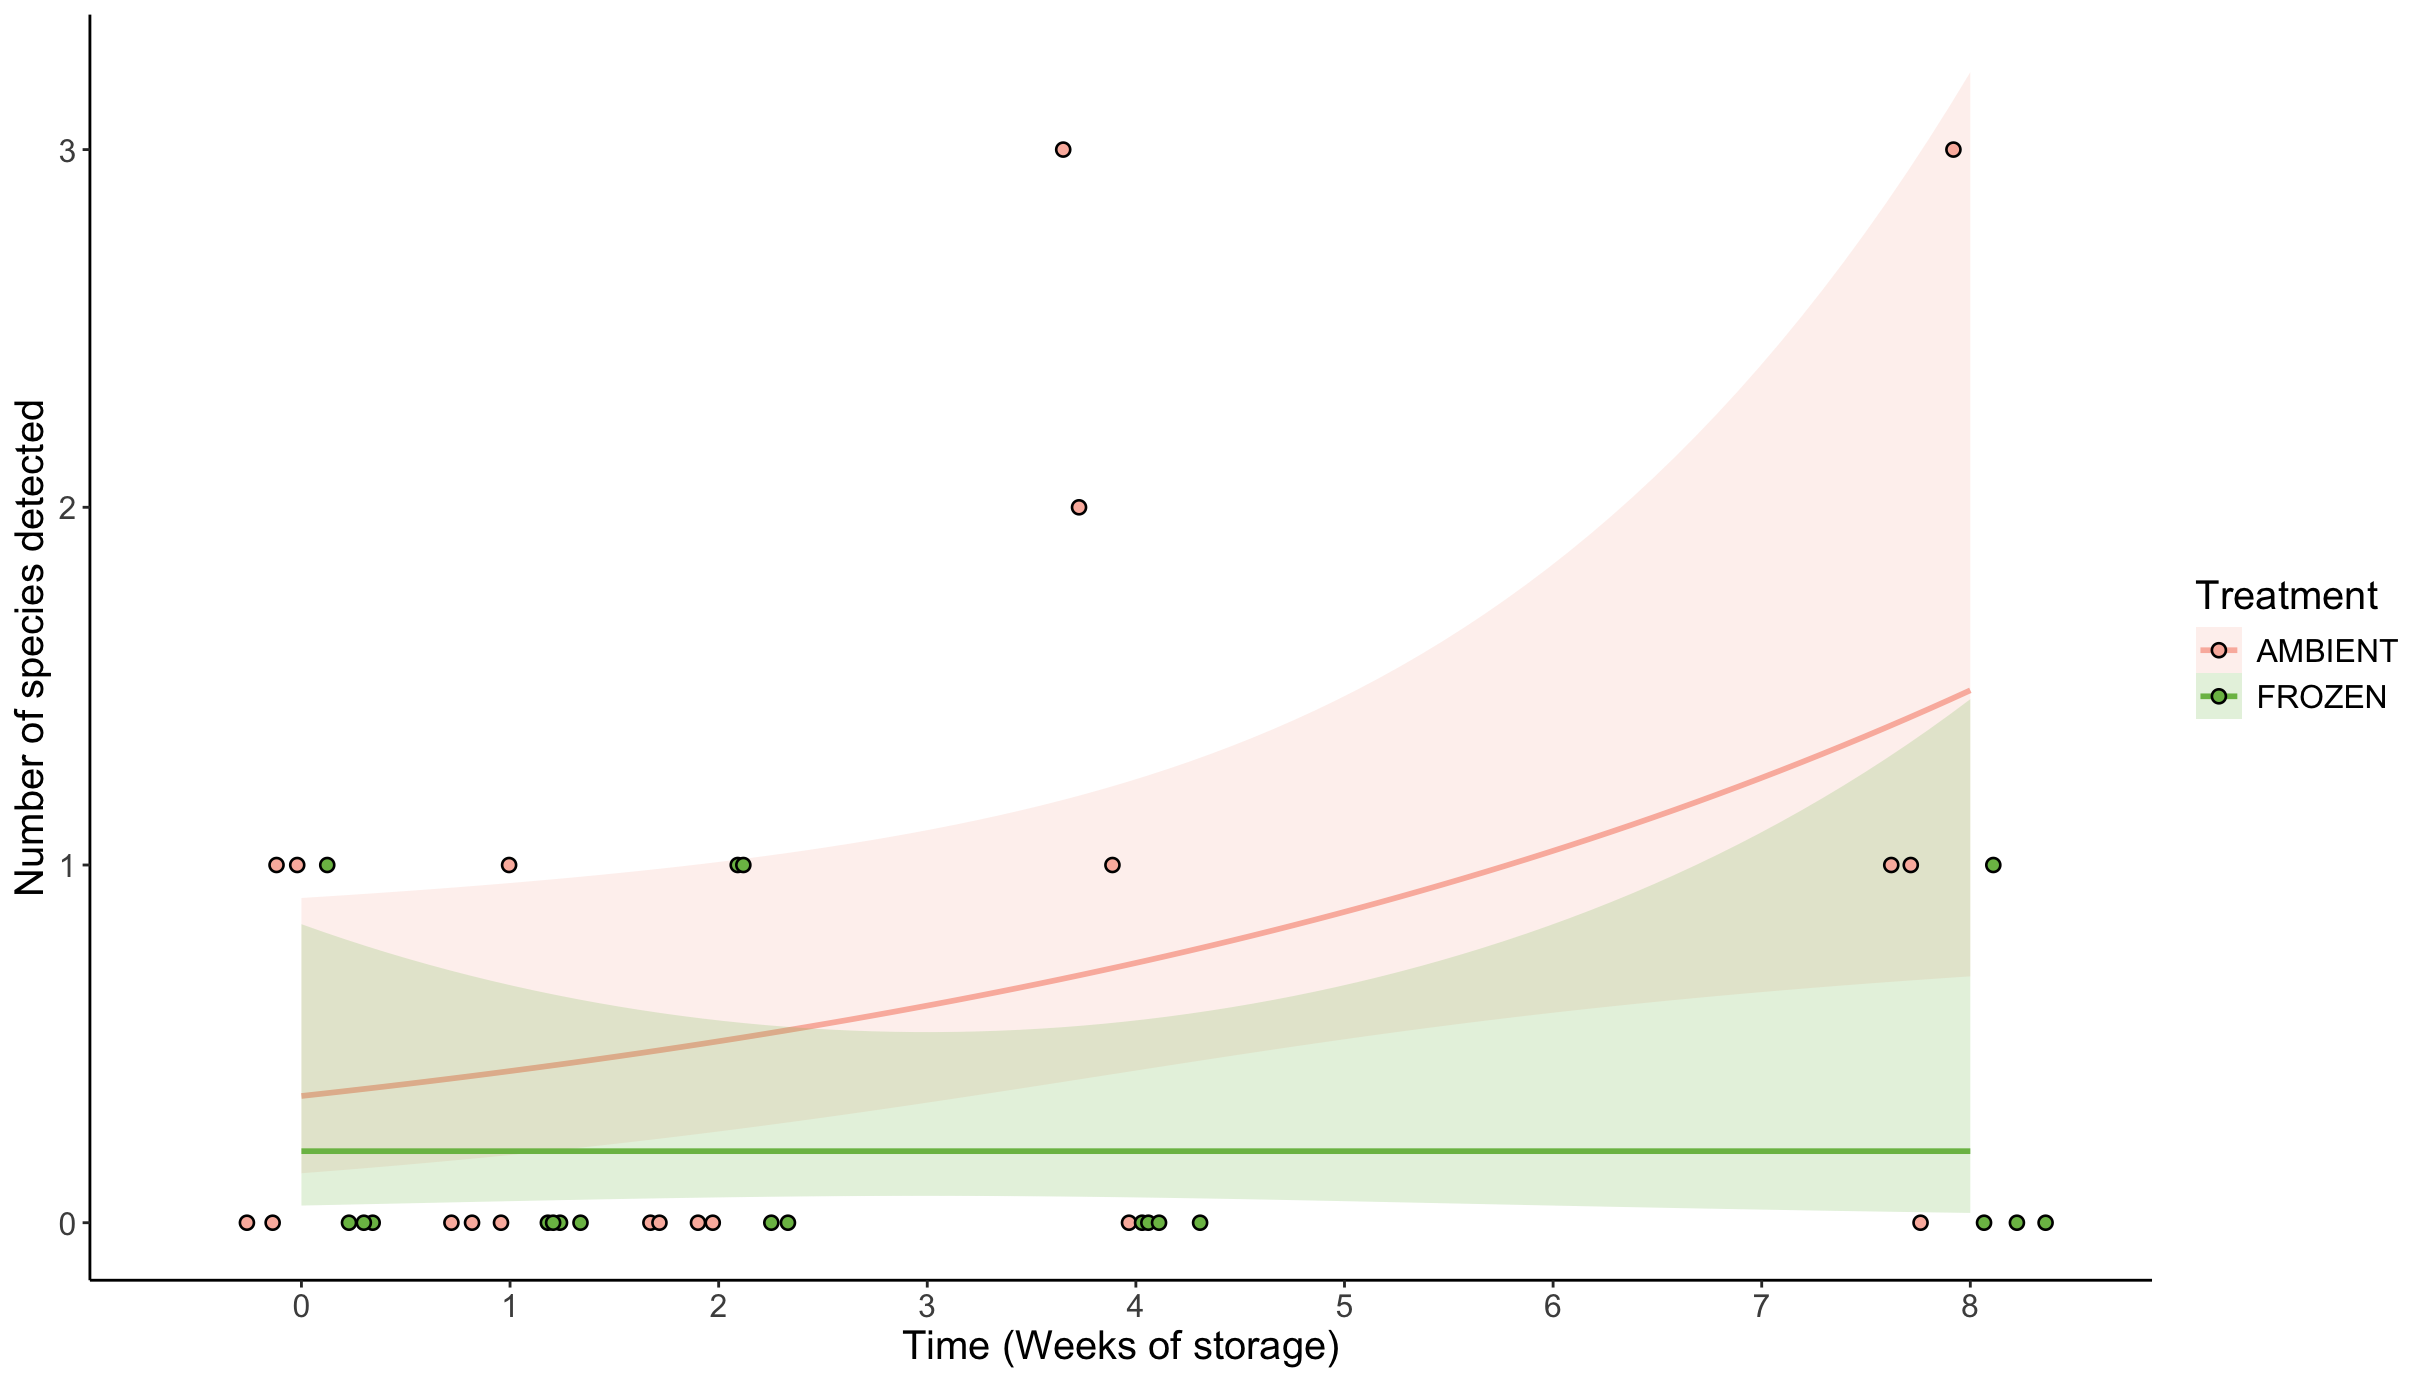 Number of species detected
3
2
1
0
0 1 2 3 4 5 6 7 8
Time (Weeks of storage)
Treatment
AMBIENT
FROZEN